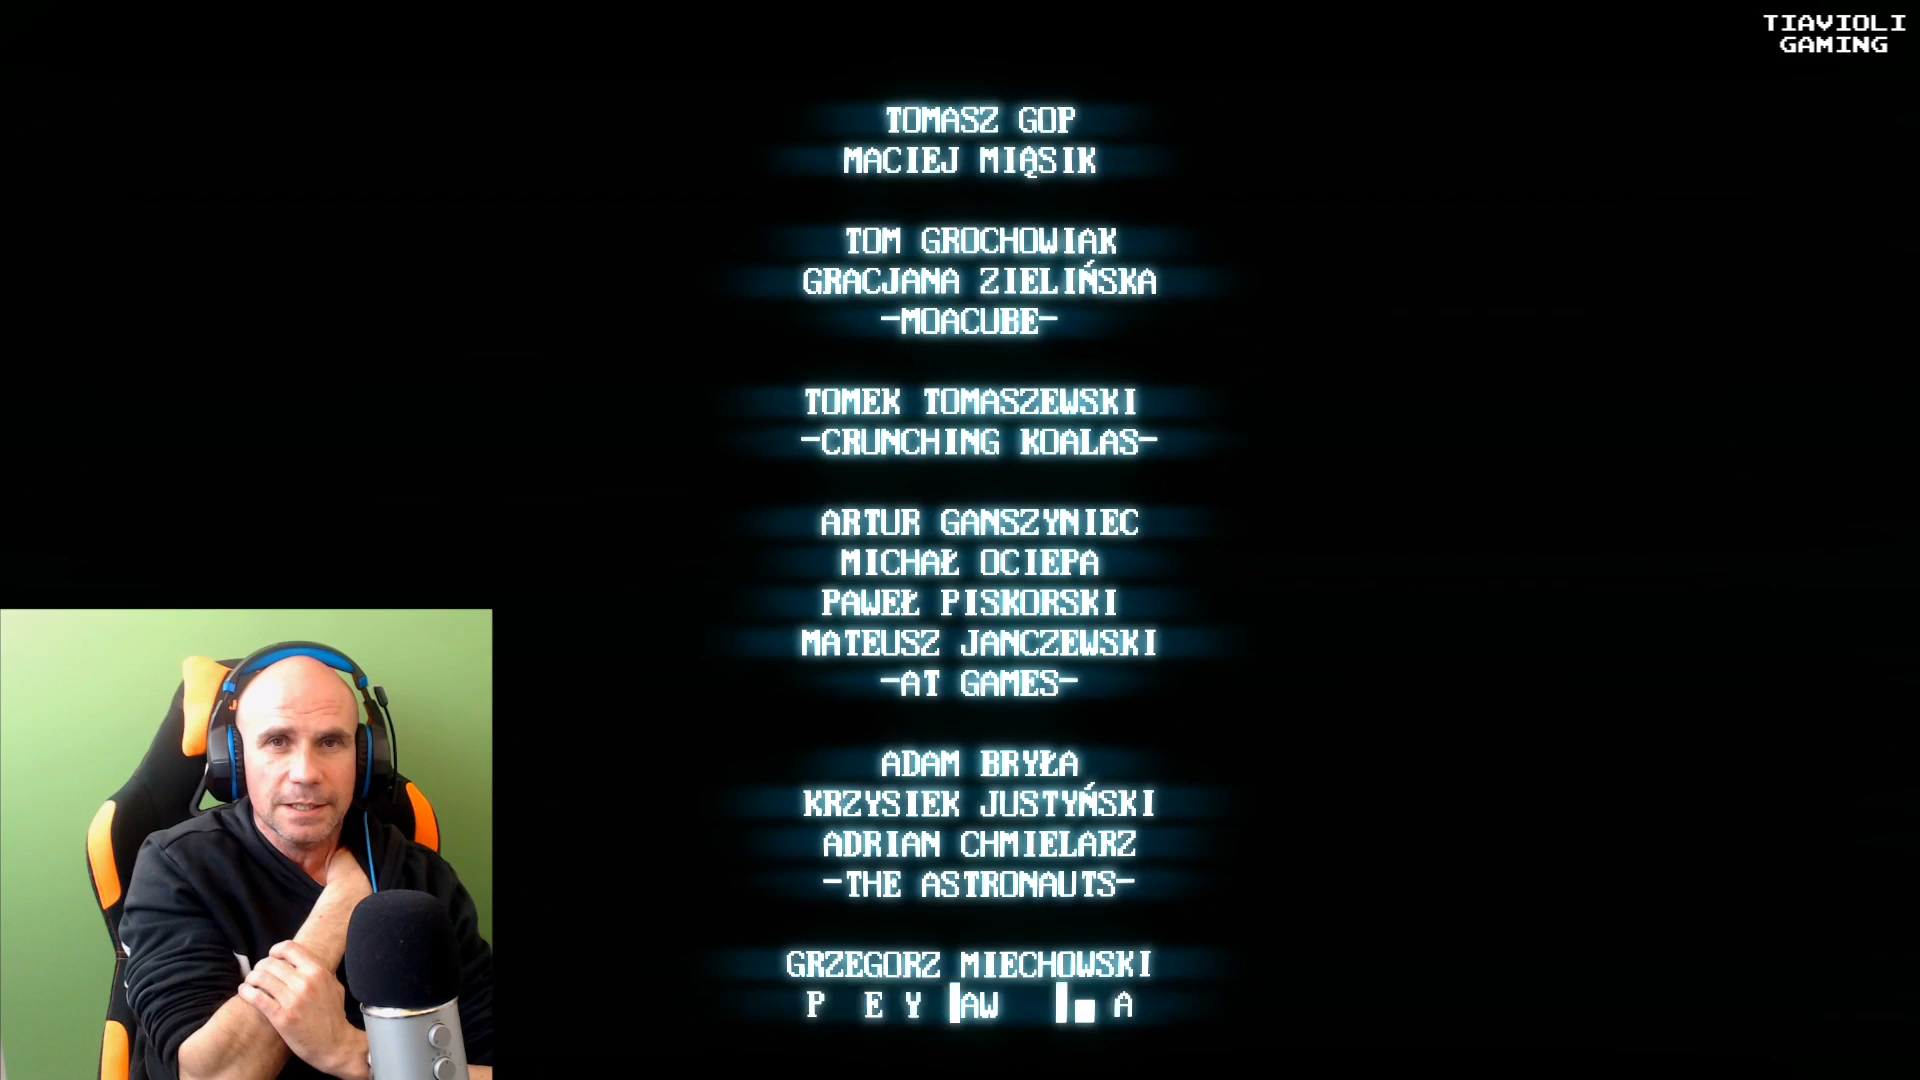 TIAVIOLI
GAMING
TOMASZ GOP
MACIEJ MIĄSIK
TOM GROCHOWIAK
GRACJANA ZIELIŃSKA
-MOACUBE-
TOMEK TOMASZEWSKI
-CRUNCHING KOALAS-
ARTUR GANSZYNIEC
MICHAŁ OCIEPA
PAWEŁ PISKORSKI
MATEUSZ JANCZEWSKI
-AT GAMES-
ADAM BRYŁA
KRZYSIEK JUSTYŃSKI
ADRIAN CHMIELARZ
-THE ASTRONAUTS-
GRZEGORZ MIECHOWSKI